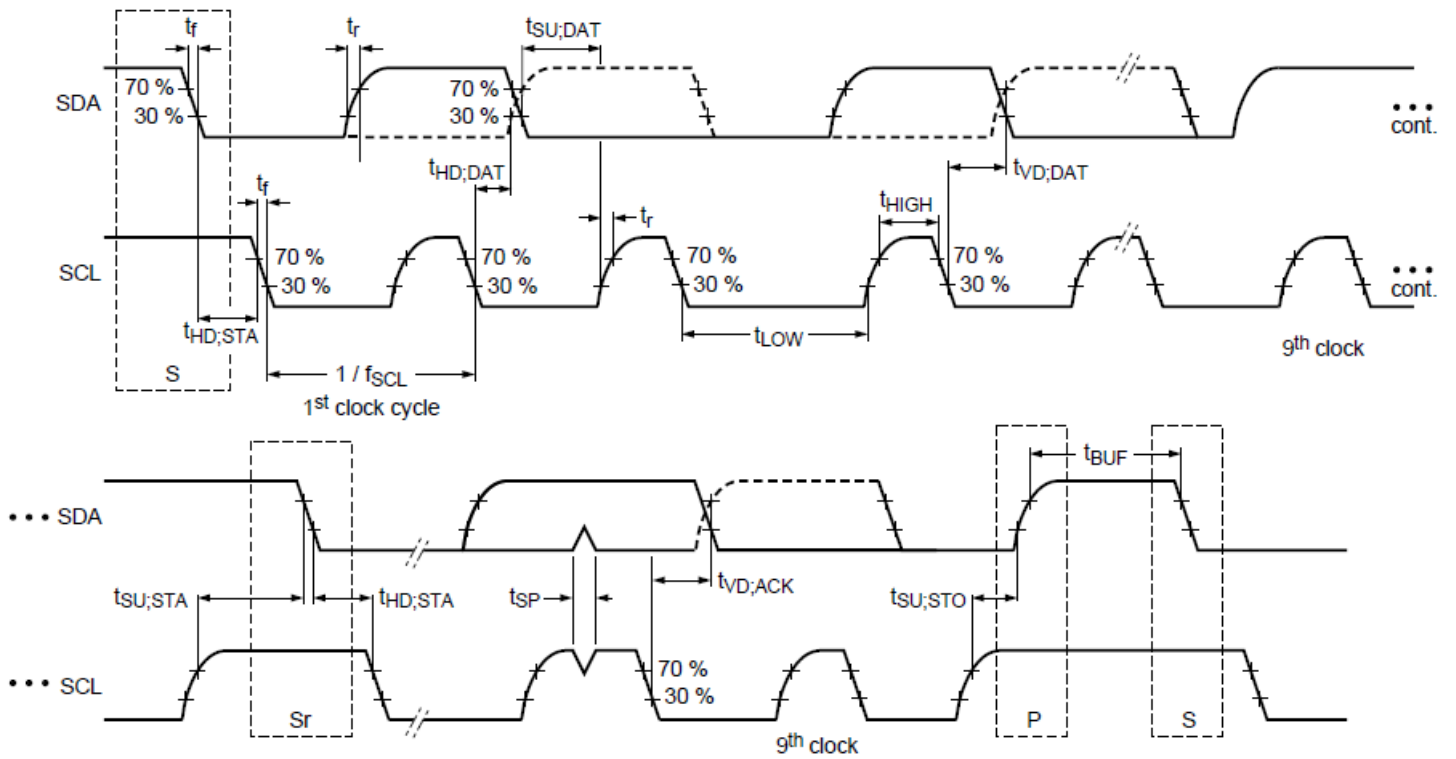 tf
tr
tSU;DAT
70 %
30 %
SDA
70 %
30 %
cont.
tHD;DAT
tVD;DAT
tf
tHIGH
tr
SCL
70 %
30 %
70 %
30 %
70 %
30 %
70 %
30 %
cont.
tHD;STA
tLOW
9th clock
S
1 / fSCL
1st clock cycle
tBUF
••• SDA
tSU;STA
tHD;STA
tSP
tVD;ACK
tSU;STO
••• SCL
70 %
30 %
Sr
9th clock
P
S